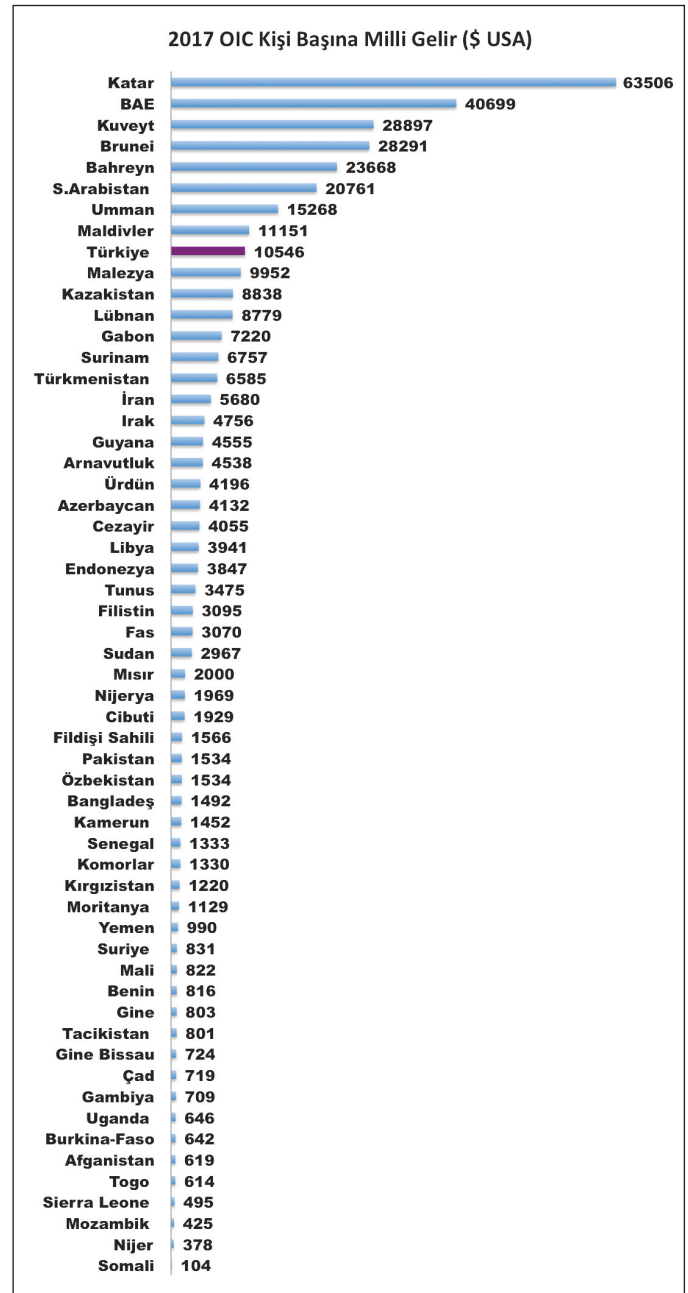 2017 OIC Kişi Başına Milli Gelir ($ USA)
Katar 63506
BAE 40699
Kuveyt 28897
Brunei 28291
Bahreyn 23668
S.Arabistan 20761
Umman 15268
Maldivler 11151
Türkiye 10546
Malezya 9952
Kazakistan 8838
Lübnan 8779
Gabon 7220
Surinam 6757
Türkmenistan 6585
İran 5680
Irak 4756
Guyana 4555
Arnavutluk 4538
Ürdün 4196
Azerbaycan 4132
Cezayir 4055
Libya 3941
Endonezya 3847
Tunus 3475
Filistin 3095
Fas 3070
Sudan 2967
Mısır 2000
Nijerya 1969
Cibuti 1929
Fildişi Sahili 1566
Pakistan 1534
Özbekistan 1534
Bangladeş 1492
Kamerun 1452
Senegal 1333
Komorlar 1330
Kırgızistan 1220
Moritanya 1129
Yemen 990
Suriye 831
Mali 822
Benin 816
Gine 803
Tacikistan 801
Gine Bissau 724
Çad 719
Gambiya 709
Uganda 646
Burkina-Faso 642
Afganistan 619
Togo 614
Sierra Leone 495
Mozambik 425
Nijer 378
Somali 104